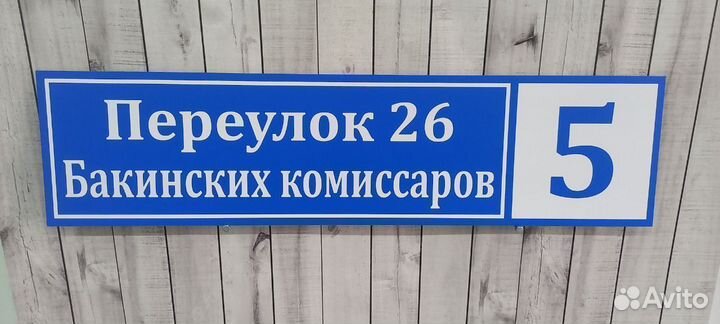 Переулок 26
Бакинских комиссаров
5
Avito